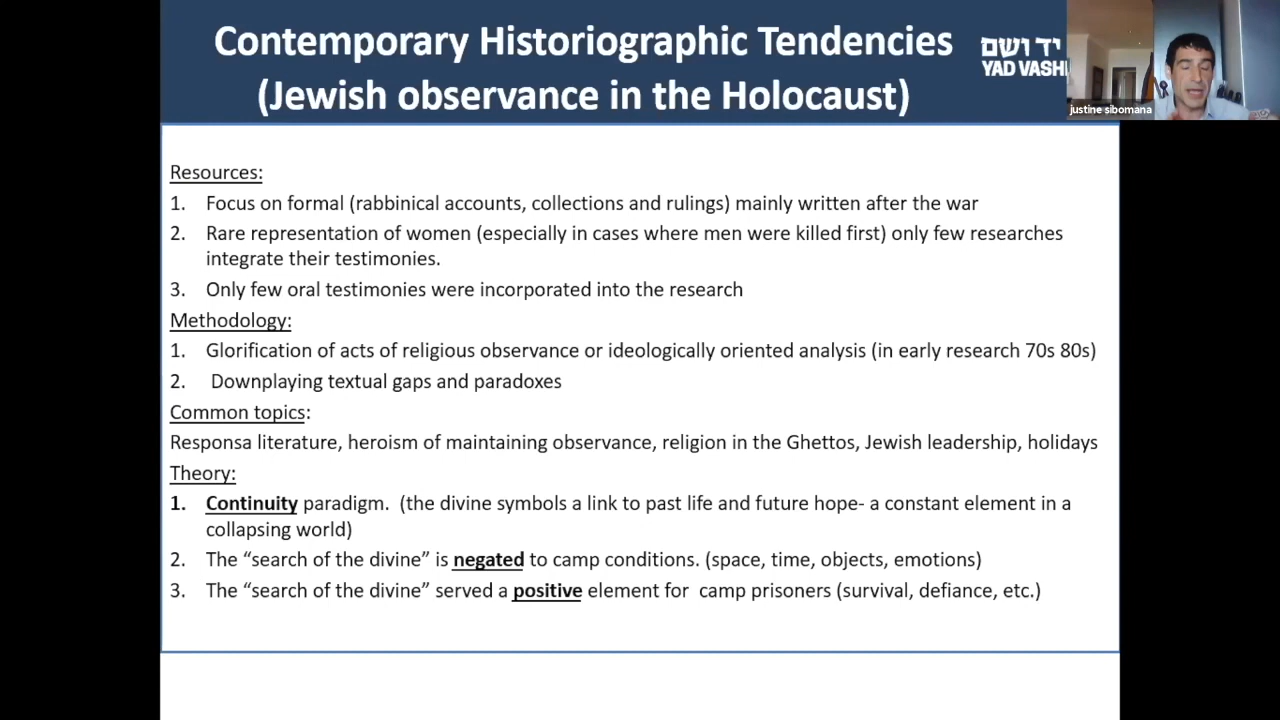 Contemporary Historiographic Tendencies
(Jewish observance in the Holocaust)
יד ושם
YAD VASH
justine sibomana
Resources:
1. Focus on formal (rabbinical accounts, collections and rulings) mainly written after the war
2. Rare representation of women (especially in cases where men were killed first) only few researches
integrate their testimonies.
3. Only few oral testimonies were incorporated into the research
Methodology:
1. Glorification of acts of religious observance or ideologically oriented analysis (in early research 70s 80s)
2. Downplaying textual gaps and paradoxes
Common topics:
Responsa literature, heroism of maintaining observance, religion in the Ghettos, Jewish leadership, holidays
Theory:
1. Continuity paradigm. (the divine symbols a link to past life and future hope- a constant element in a
collapsing world)
2. The “search of the divine” is negated to camp conditions. (space, time, objects, emotions)
3. The “search of the divine” served a positive element for camp prisoners (survival, defiance, etc.)